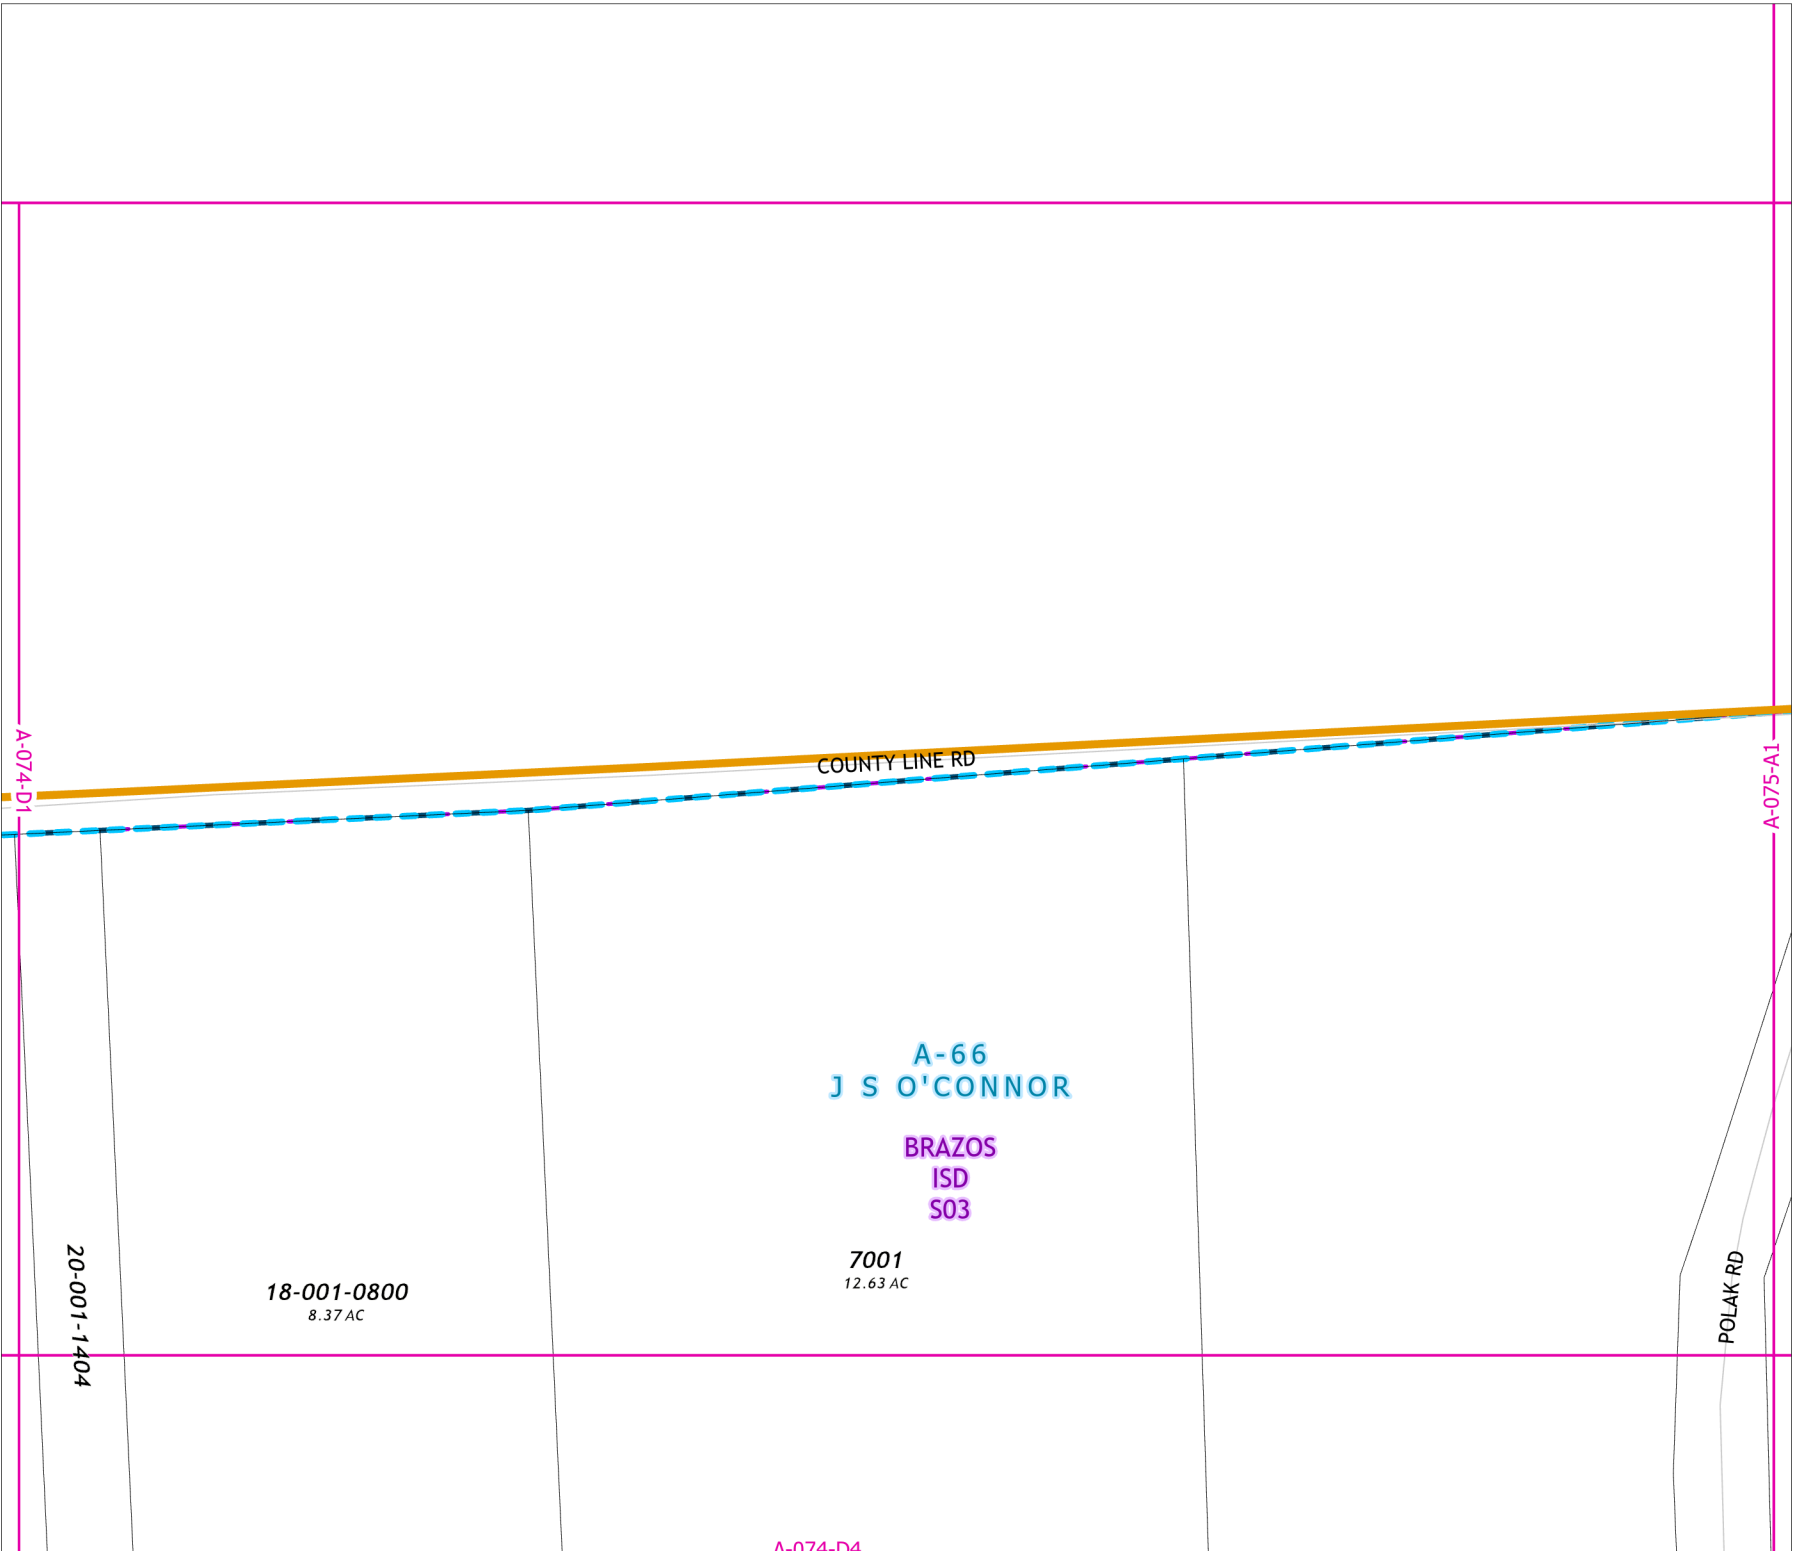 A-074-D1
COUNTY LINE RD
A-075-A1
A-66
J S O'CONNOR
BRAZOS
ISD
S03
7001
12.63 AC
18-001-0800
8.37 AC
20-001-1404
POLAK RD
A-074-D4